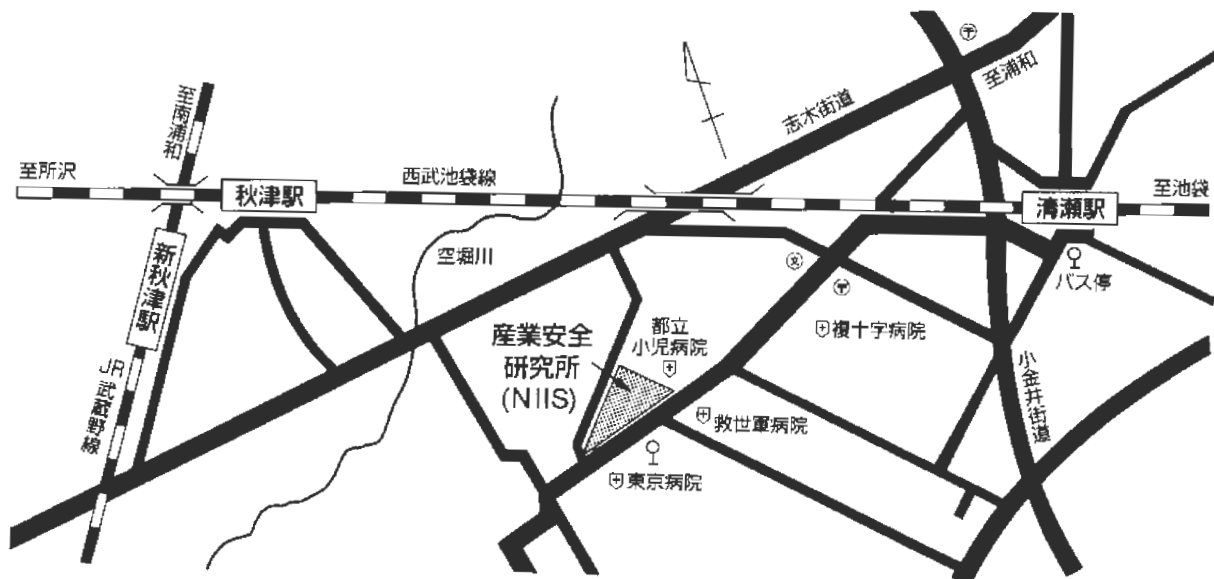 至南浦和
至所沢
秋津駅
西武池袋線
志木街道
至浦和
清瀬駅
至池袋
新秋津駅
空堀川
バス停
産業安全
研究所
(NIIS)
都立
小児病院
複十字病院
救世軍病院
東京病院
小金井街道
JR武蔵野線
〒
文
〒